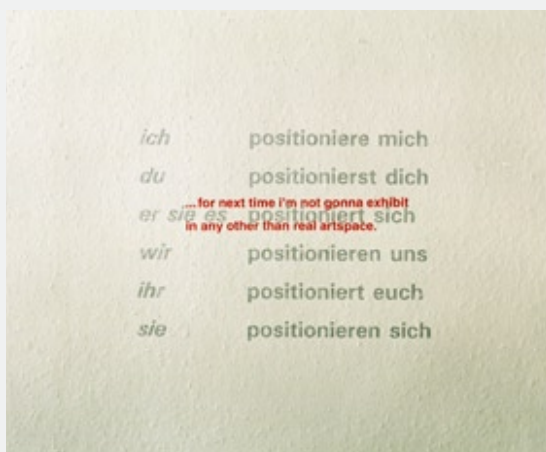 ich positioniere mich
du positionierst dich
....for next time i'm not gonna exhibit
er sie es positioniert sich
in any other than real artspace.
wir positionieren uns
ihr positioniert euch
sie positionieren sich